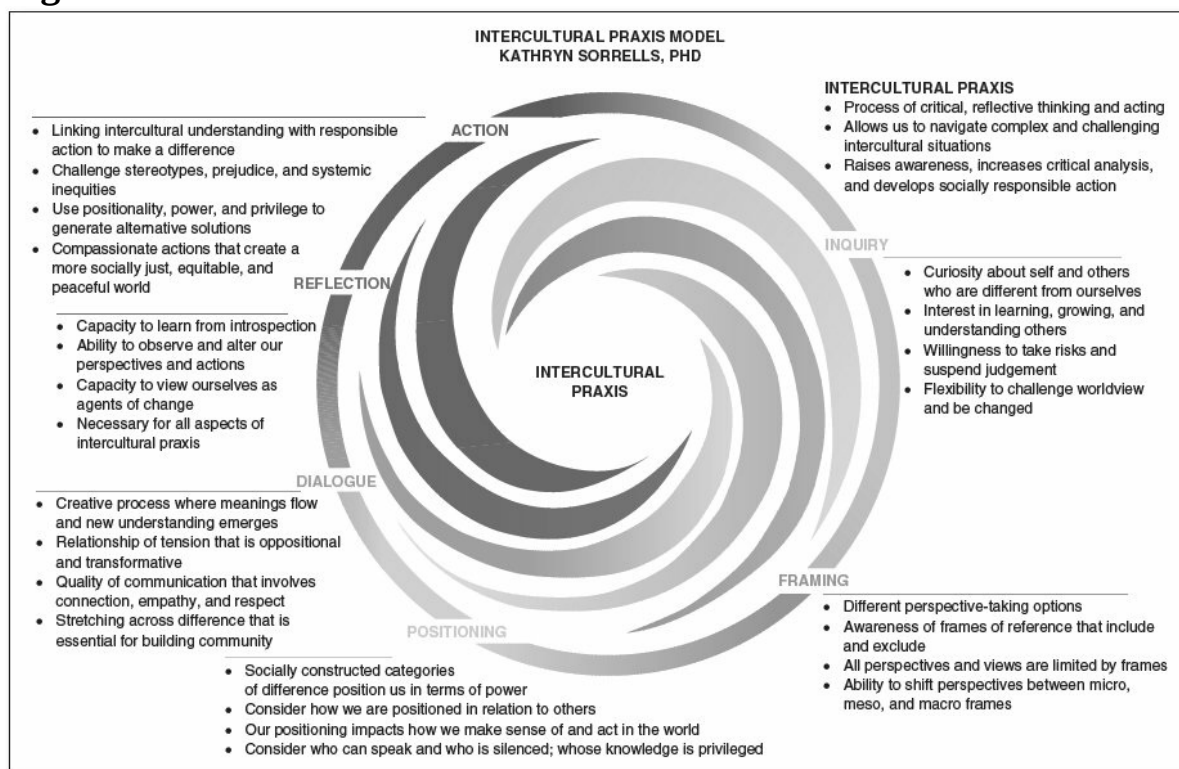 INTERCULTURAL PRAXIS MODEL
KATHRYN SORRELLS, PHD
INTERCULTURAL PRAXIS
• Process of critical, reflective thinking and acting
• Allows us to navigate complex and challenging
intercultural situations
• Raises awareness, increases critical analysis,
and develops socially responsible action
INQUIRY
• Curiosity about self and others
who are different from ourselves
• Interest in learning, growing, and
understanding others
• Willingness to take risks and
suspend judgement
• Flexibility to challenge worldview
and be changed
FRAMING
• Different perspective-taking options
• Awareness of frames of reference that include
and exclude
• All perspectives and views are limited by frames
• Ability to shift perspectives between micro,
meso, and macro frames
POSITIONING
• Socially constructed categories
of difference position us in terms of power
• Consider how we are positioned in relation to others
• Our positioning impacts how we make sense of and act in the world
• Consider who can speak and who is silenced; whose knowledge is privileged
DIALOGUE
• Creative process where meanings flow
and new understanding emerges
• Relationship of tension that is oppositional
and transformative
• Quality of communication that involves
connection, empathy, and respect
• Stretching across difference that is
essential for building community
REFLECTION
• Capacity to learn from introspection
• Ability to observe and alter our
perspectives and actions
• Capacity to view ourselves as
agents of change
• Necessary for all aspects of
intercultural praxis
ACTION
• Linking intercultural understanding with responsible
action to make a difference
• Challenge stereotypes, prejudice, and systemic
inequities
• Use positionality, power, and privilege to
generate alternative solutions
• Compassionate actions that create a
more socially just, equitable, and
peaceful world
INTERCULTURAL
PRAXIS